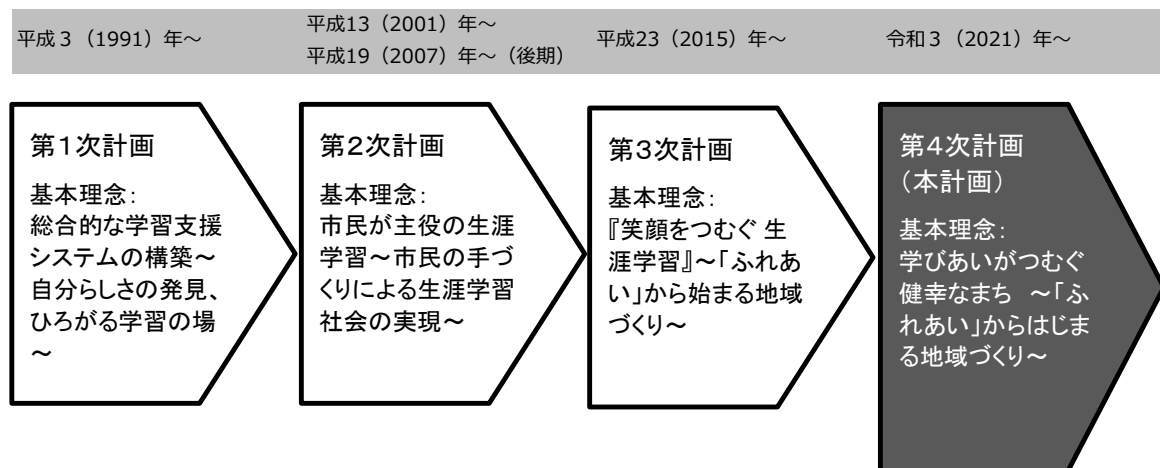 平成３（1991）年～
平成13（2001）年～
平成19（2007）年～（後期）
平成23（2015）年～
令和３（2021）年～
第１次計画
基本理念：
総合的な学習支援
システムの構築～
自分らしさの発見、
ひろがる学習の場
～
第２次計画
基本理念：
市民が主役の生涯
学習～市民の手づ
くりによる生涯学習
社会の実現～
第３次計画
基本理念：
『笑顔をつむぐ 生
涯学習』～「ふれあ
い」から始まる地域
づくり～
第４次計画
（本計画）
基本理念：
学びあいがつむぐ
健幸なまち　～「ふ
れあい」からはじま
る地域づくり～